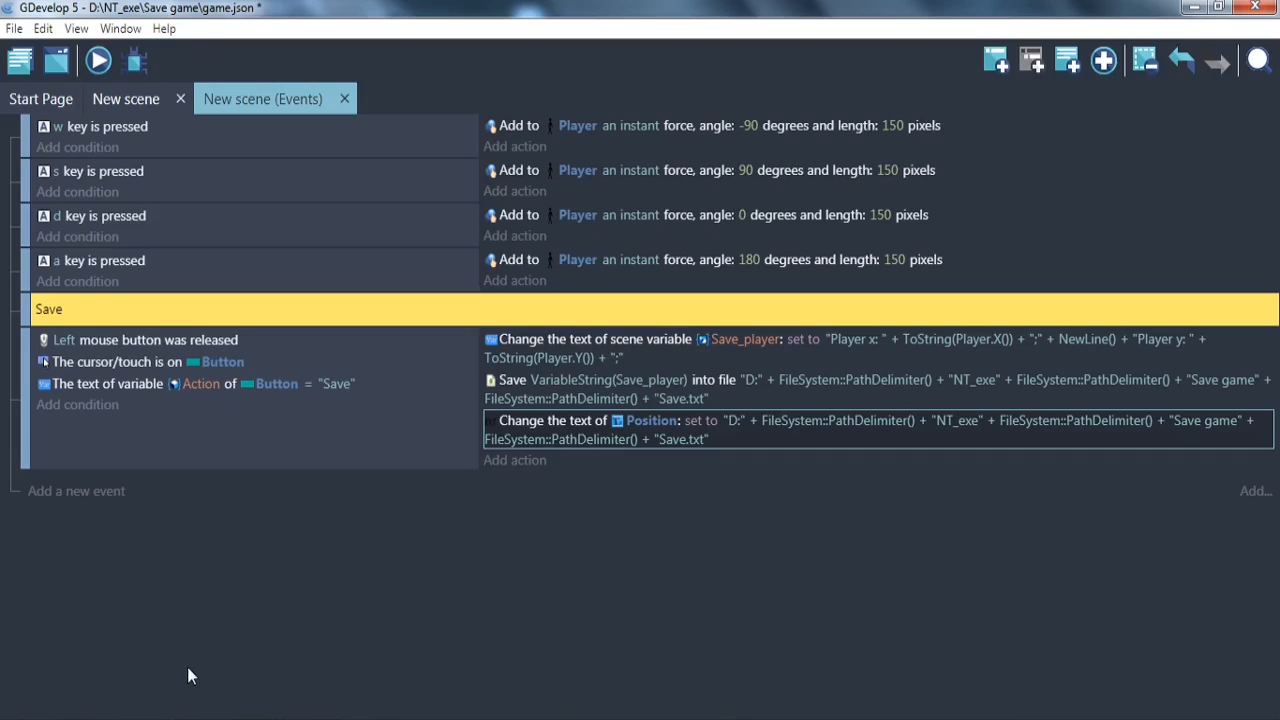 GDevelop 5 - D:\NT_exe\Save game\game.json *
File Edit View Window Help
Start Page New scene × New scene (Events) ×
A w key is pressed
Add to Player an instant force, angle: -90 degrees and length: 150 pixels
Add condition
Add action
A s key is pressed
Add to Player an instant force, angle: 90 degrees and length: 150 pixels
Add condition
Add action
A d key is pressed
Add to Player an instant force, angle: 0 degrees and length: 150 pixels
Add condition
Add action
A a key is pressed
Add to Player an instant force, angle: 180 degrees and length: 150 pixels
Add condition
Add action
Save
Left mouse button was released
The cursor/touch is on Button
The text of variable Action of Button = "Save"
Add condition
Change the text of scene variable Save_player: set to "Player x: " + ToString(Player.X()) + ";" + NewLine() + "Player y: " +
ToString(Player.Y()) + ";"
Save VariableString(Save_player) into file "D:" + FileSystem::PathDelimiter() + "NT_exe" + FileSystem::PathDelimiter() + "Save game" +
FileSystem::PathDelimiter() + "Save.txt"
Change the text of Position: set to "D:" + FileSystem::PathDelimiter() + "NT_exe" + FileSystem::PathDelimiter() + "Save game" +
FileSystem::PathDelimiter() + "Save.txt"
Add action
Add a new event
Add...